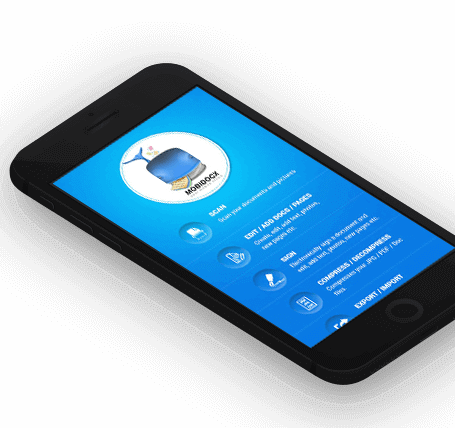 MOBIDOCX
SCAN
Scan your documents and pictures
EDIT / ADD DOCS / PAGES
Create, edit, add text, photos,
new pages etc.
SIGN
Electronically sign a document and
edit, add text, photos, new pages etc.
COMPRESS / DECOMPRESS
Compresses your JPG / PDF / Doc
files.
EXPORT / IMPORT